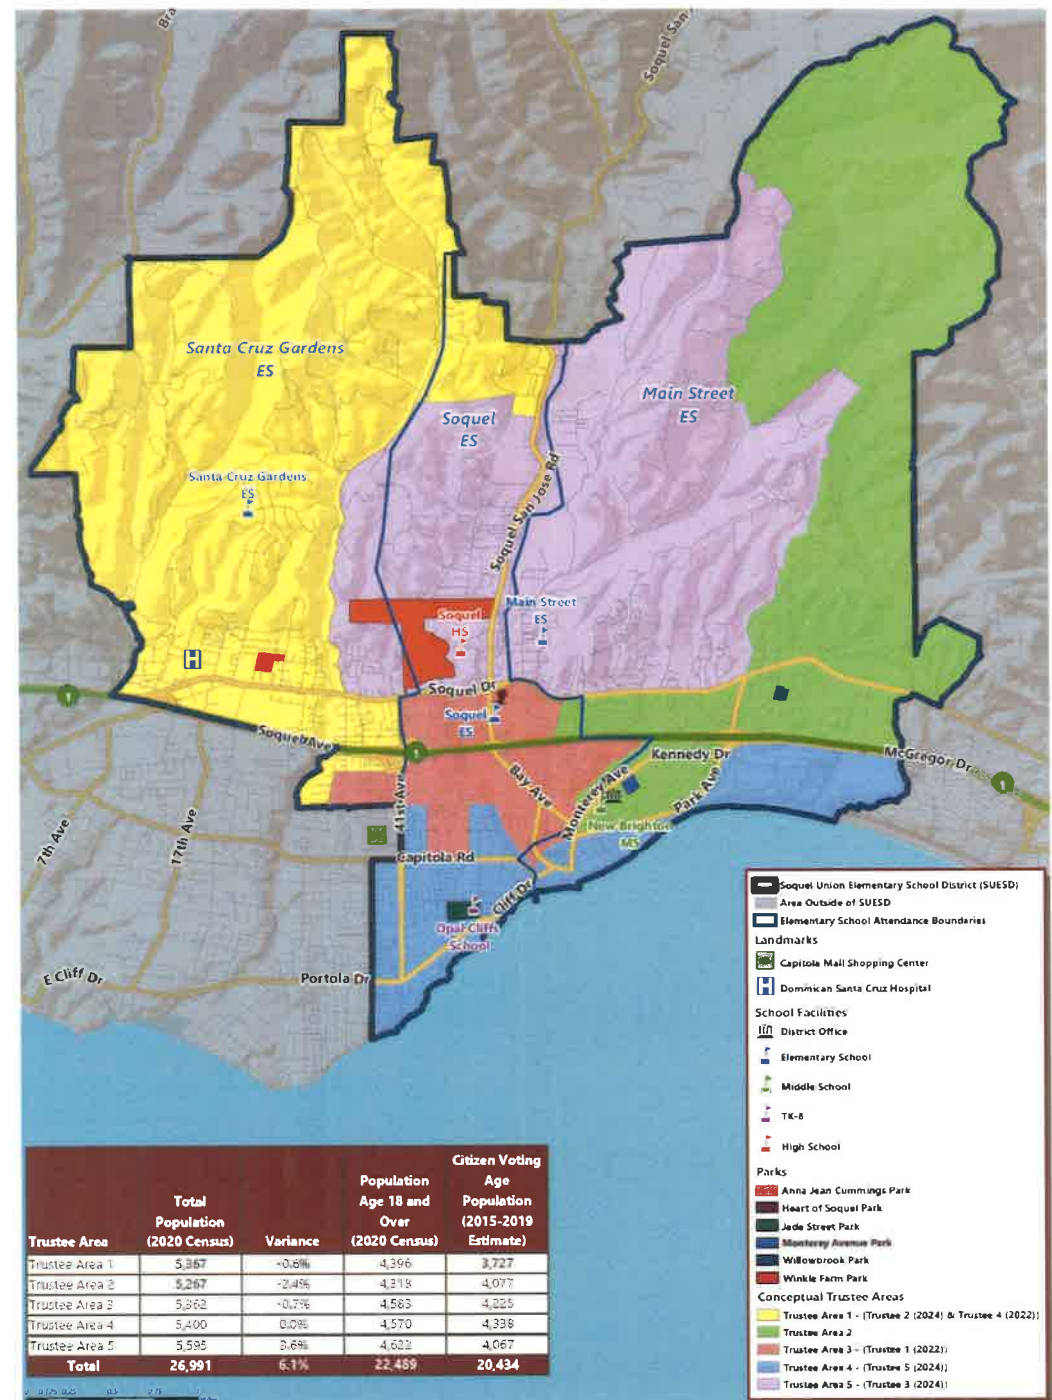 Bra
Soquel San
Santa Cruz Gardens
ES
Main Street
ES
Soquel
ES
Santa Cruz Gardens
ES
Soquel San Jose Rd
Main Street
ES
Soquel
HS
H
Soquel Dr
1
Soquel
ES
Soquel Ave
1
Kennedy Dr
McGregor Dr
1
Bay Ave
Monterey Ave
Park Ave
41st Ave
17th Ave
7th Ave
New Brighton
MS
Capitola Rd
Cliff Dr
Opal Cliffs
School
E Cliff Dr
Portola Dr
Soquel Union Elementary School District (SUESD)
Area Outside of SUESD
Elementary School Attendance Boundaries
Landmarks
Capitola Mall Shopping Center
H Dominican Santa Cruz Hospital
School Facilities
District Office
Elementary School
Middle School
TK-8
High School
Parks
Anna Jean Cummings Park
Heart of Soquel Park
Jade Street Park
Monterey Avenue Park
Willowbrook Park
Winkle Farm Park
Conceptual Trustee Areas
Trustee Area 1 - (Trustee 2 (2024) & Trustee 4 (2022))
Trustee Area 2
Trustee Area 3 - (Trustee 1 (2022))
Trustee Area 4 - (Trustee 5 (2024))
Trustee Area 5 - (Trustee 3 (2024))
Trustee Area Total Population (2020 Census) Variance Population Age 18 and Over (2020 Census) Citizen Voting Age Population (2015-2019 Estimate)
Trustee Area 1 5,367 -0.6% 4,396 3,727
Trustee Area 2 5,267 -2.4% 4,318 4,077
Trustee Area 3 5,362 -0.7% 4,583 4,225
Trustee Area 4 5,400 0.0% 4,570 4,338
Trustee Area 5 5,595 3.6% 4,622 4,067
Total 26,991 6.1% 22,489 20,434